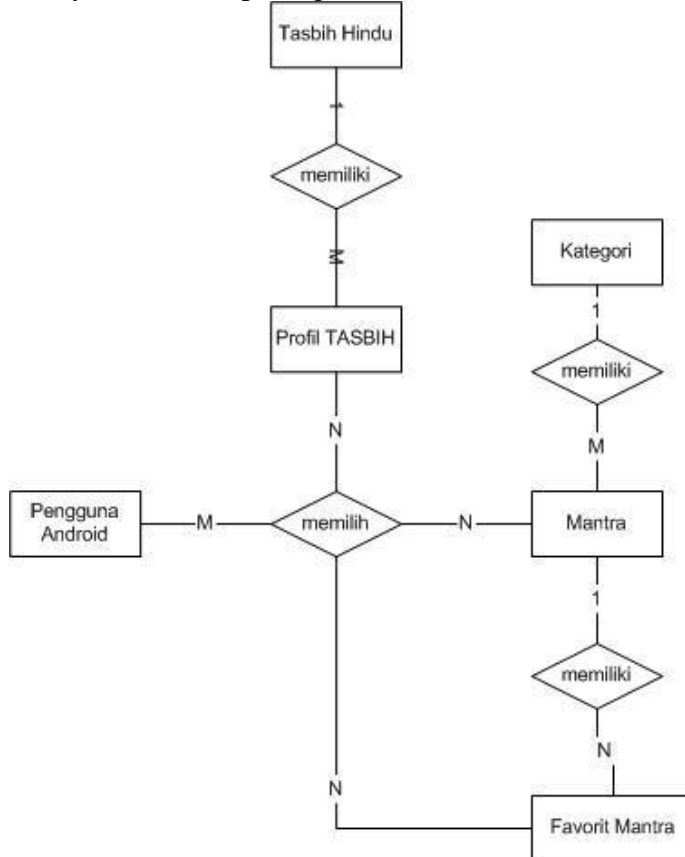 Tasbih Hindu
1
memiliki
M
Profil TASBIH
N
Kategori
1
memiliki
M
Pengguna
Android
M
memilih
N
Mantra
1
memiliki
N
N
Favorit Mantra